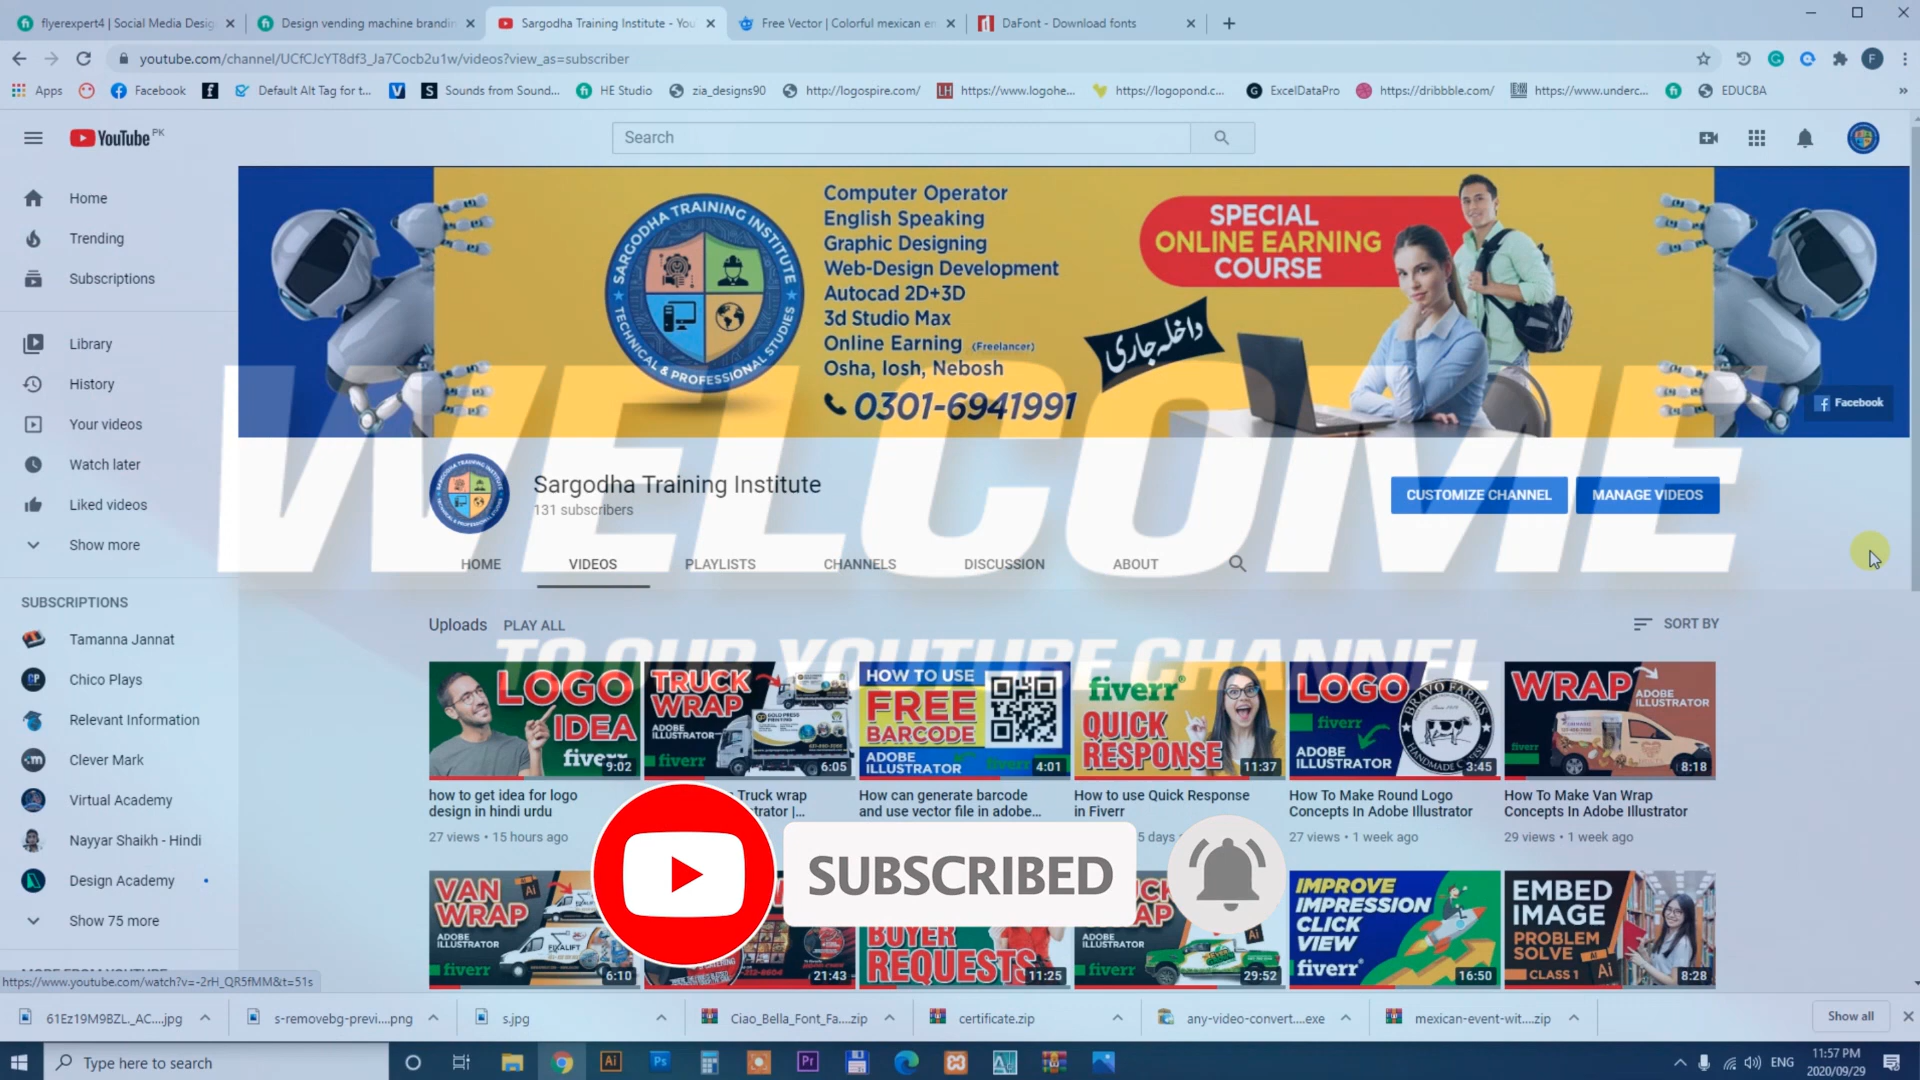 flyerexpert4 | Social Media Desig
Design vending machine brandin
Sargodha Training Institute - You
Free Vector | Colorful mexican en
DaFont - Download fonts
youtube.com/channel/UCfCJcYT8df3_Ja7Cocb2u1w/videos?view_as=subscriber
Apps
Facebook
Default Alt Tag for t...
Sounds from Soun...
HE Studio
zia_designs90
http://logospire.com/
https://www.logohe...
https://logopond.c...
ExcelDataPro
https://dribbble.com/
https://www.underc...
EDUCBA
YouTube PK
Search
Home
Trending
Subscriptions
Library
History
Your videos
Watch later
Liked videos
Show more
SUBSCRIPTIONS
Tamanna Jannat
Chico Plays
Relevant Information
Clever Mark
Virtual Academy
Nayyar Shaikh - Hindi
Design Academy
Show 75 more
https://www.youtube.com/watch?v=-2rH_QR5fMM&t=51s
SARGODHA TRAINING INSTITUTE
TECHNICAL & PROFESSIONAL STUDIES
Computer Operator
English Speaking
Graphic Designing
Web-Design Development
Autocad 2D+3D
3d Studio Max
Online Earning (Freelancer)
Osha, Iosh, Nebosh
0301-6941991
SPECIAL
ONLINE EARNING
COURSE
داخلہ جاری
Facebook
WELCOME
TO OUR YOUTUBE CHANNEL
Sargodha Training Institute
131 subscribers
CUSTOMIZE CHANNEL
MANAGE VIDEOS
HOME
VIDEOS
PLAYLISTS
CHANNELS
DISCUSSION
ABOUT
Uploads
PLAY ALL
SORT BY
LOGO
IDEA
fiverr
9:02
TRUCK
WRAP
ADOBE
ILLUSTRATOR
fiverr
6:05
HOW TO USE
FREE
BARCODE
ADOBE
ILLUSTRATOR
fiverr
4:01
fiverr
QUICK
RESPONSE
11:37
LOGO
fiverr
ADOBE
ILLUSTRATOR
BRAVO FARMS
HANDMADE CHEESE
3:45
WRAP
ADOBE
ILLUSTRATOR
fiverr
8:18
how to get idea for logo
design in hindi urdu
27 views • 15 hours ago
Truck wrap
trator |...
How can generate barcode
and use vector file in adobe...
How to use Quick Response
in Fiverr
5 days
How To Make Round Logo
Concepts In Adobe Illustrator
27 views • 1 week ago
How To Make Van Wrap
Concepts In Adobe Illustrator
29 views • 1 week ago
SUBSCRIBED
VAN
WRAP
Ai
ADOBE
ILLUSTRATOR
fiverr
6:10
21:43
BUYER
REQUESTS
11:25
ADOBE
ILLUSTRATOR
fiverr
Ai
29:52
IMPROVE
IMPRESSION
CLICK
VIEW
fiverr
16:50
EMBED
IMAGE
PROBLEM
SOLVE
CLASS 1
Ai
8:28
61Ez19M9BZL._AC....jpg
s-removebg-previ....png
s.jpg
Ciao_Bella_Font_Fa....zip
certificate.zip
any-video-convert....exe
mexican-event-wit....zip
Show all
Type here to search
ENG
11:57 PM
2020/09/29